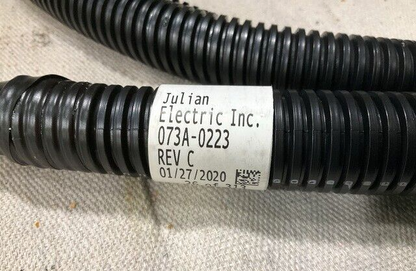 Julian
Electric Inc.
073A-0223
REV C
01/27/2020